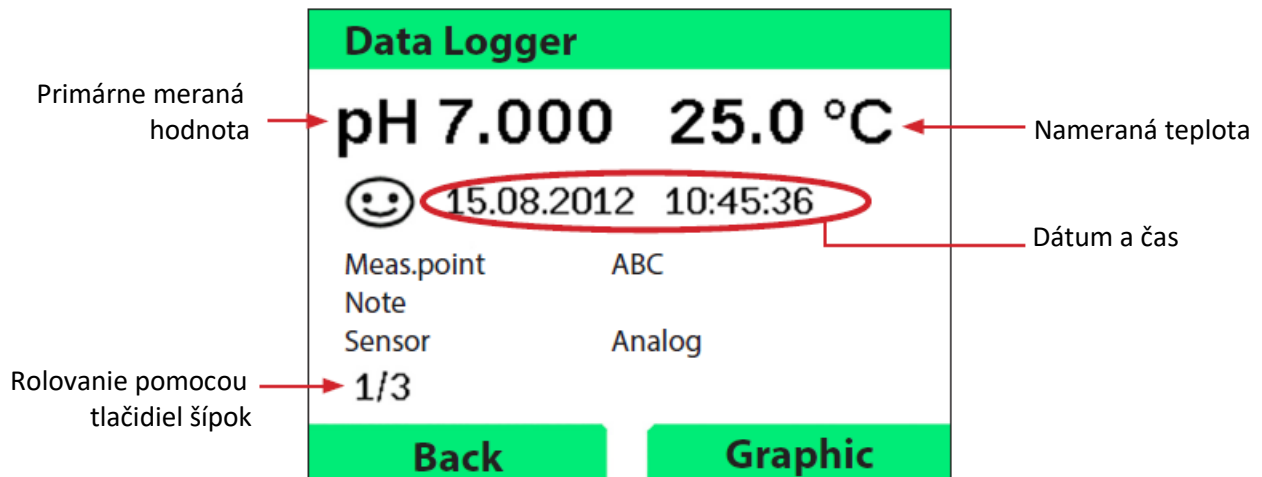 Data Logger
Primárne meraná
hodnota
pH 7.000 25.0 °C
Nameraná teplota
15.08.2012 10:45:36
Dátum a čas
Meas.point ABC
Note
Sensor Analog
Rolovanie pomocou
tlačidiel šípok
1/3
Back Graphic